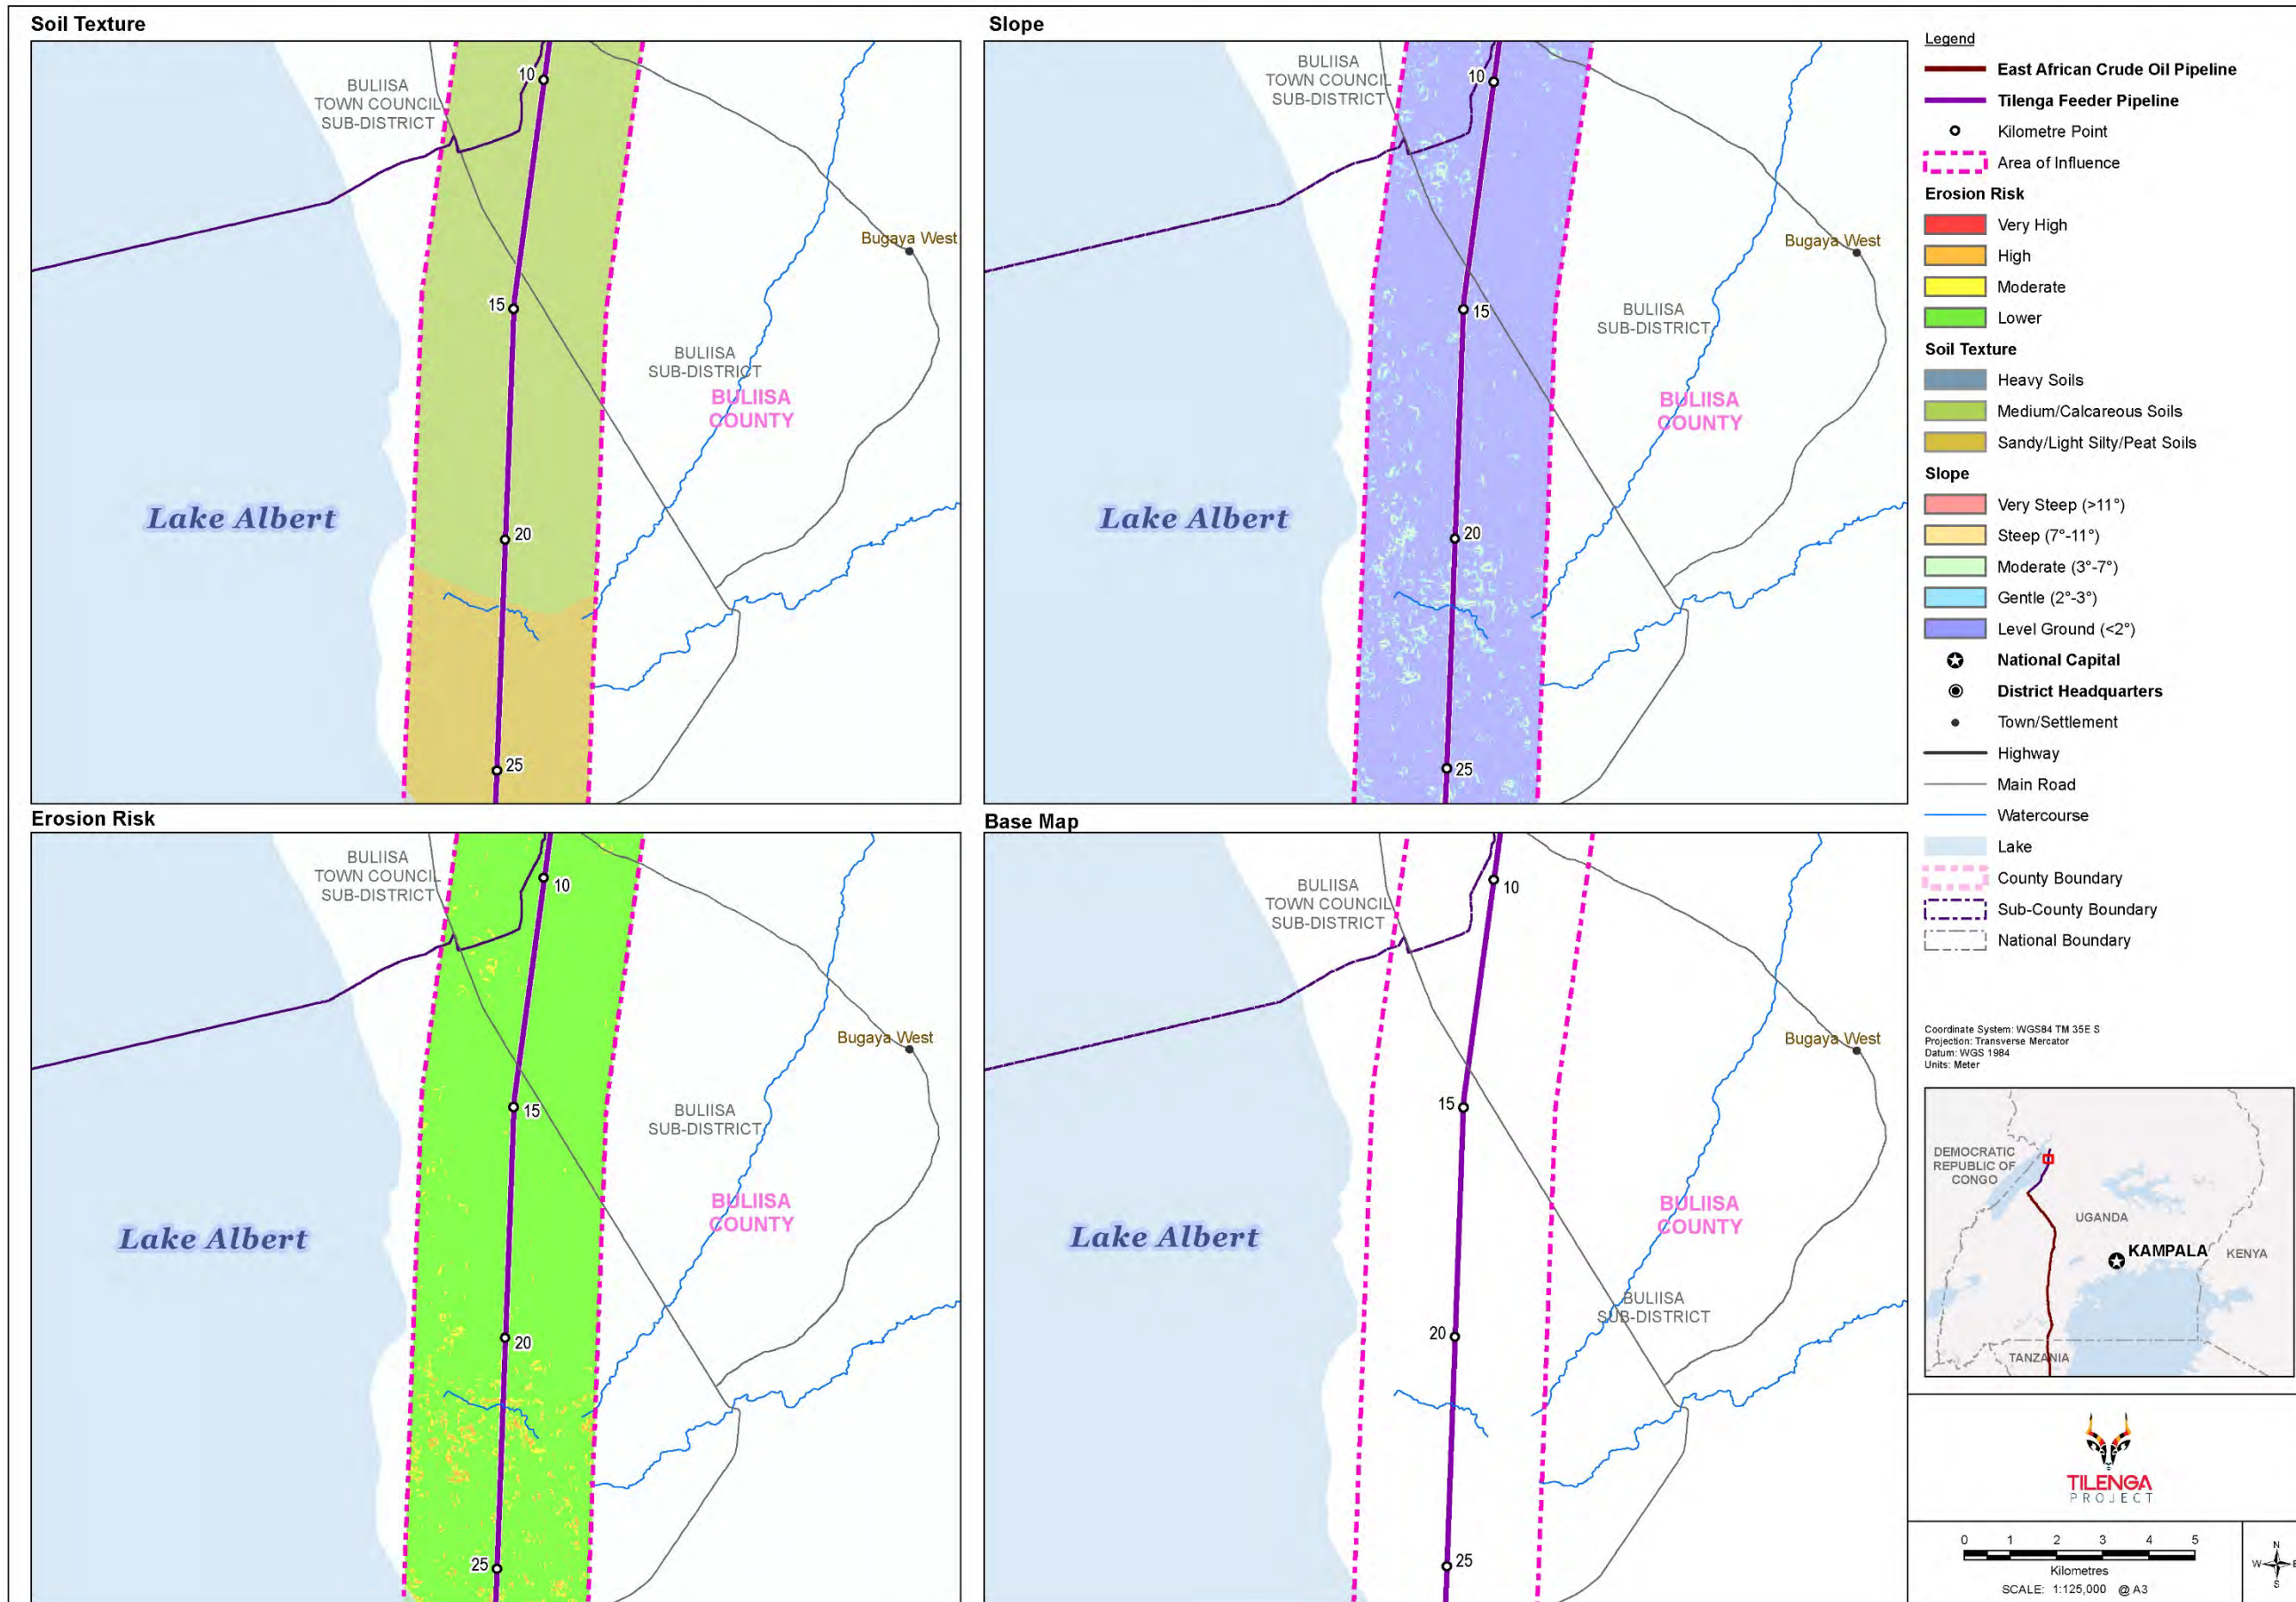 Soil Texture
BULIISA
TOWN COUNCIL
SUB-DISTRICT
10
Bugaya West
15
BULIISA
SUB-DISTRICT
BULIISA
COUNTY
Lake Albert
20
25
Slope
BULIISA
TOWN COUNCIL
SUB-DISTRICT
10
Bugaya West
15
BULIISA
SUB-DISTRICT
BULIISA
COUNTY
Lake Albert
20
25
Erosion Risk
BULIISA
TOWN COUNCIL
SUB-DISTRICT
10
Bugaya West
15
BULIISA
SUB-DISTRICT
BULIISA
COUNTY
Lake Albert
20
25
Base Map
BULIISA
TOWN COUNCIL
SUB-DISTRICT
10
Bugaya West
15
BULIISA
COUNTY
Lake Albert
BULIISA
SUB-DISTRICT
20
25
Legend
East African Crude Oil Pipeline
Tilenga Feeder Pipeline
Kilometre Point
Area of Influence
Erosion Risk
Very High
High
Moderate
Lower
Soil Texture
Heavy Soils
Medium/Calcareous Soils
Sandy/Light Silty/Peat Soils
Slope
Very Steep (>11°)
Steep (7°-11°)
Moderate (3°-7°)
Gentle (2°-3°)
Level Ground (<2°)
National Capital
District Headquarters
Town/Settlement
Highway
Main Road
Watercourse
Lake
County Boundary
Sub-County Boundary
National Boundary
Coordinate System: WGS84 TM 35E S
Projection: Transverse Mercator
Datum: WGS 1984
Units: Meter
DEMOCRATIC
REPUBLIC OF
CONGO
UGANDA
KAMPALA
KENYA
TANZANIA
TILENGA
PROJECT
0 1 2 3 4 5
Kilometres
SCALE: 1:125,000 @ A3
N
W E
S